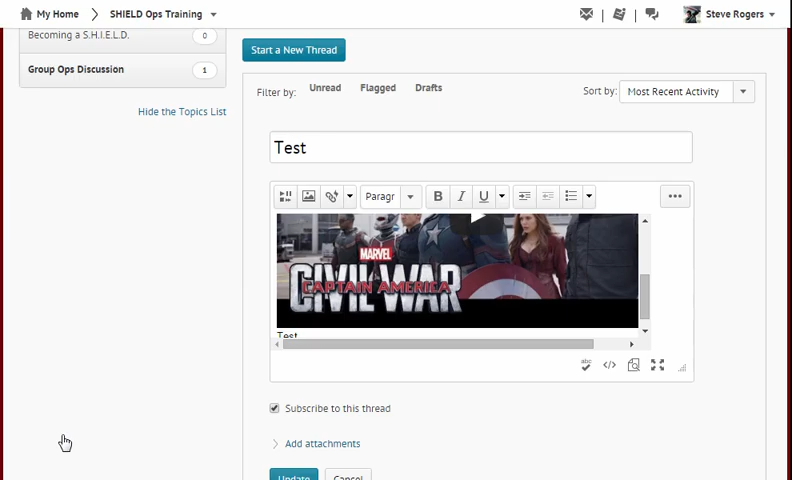 My Home
SHIELD Ops Training
Steve Rogers
Becoming a S.H.I.E.L.D.
0
Group Ops Discussion
1
Hide the Topics List
Start a New Thread
Filter by:
Unread
Flagged
Drafts
Sort by:
Most Recent Activity
Test
Paragr
B
I
U
MARVEL
CIVIL WAR
CAPTAIN AMERICA
Test
abc
Subscribe to this thread
Add attachments
Update
Cancel